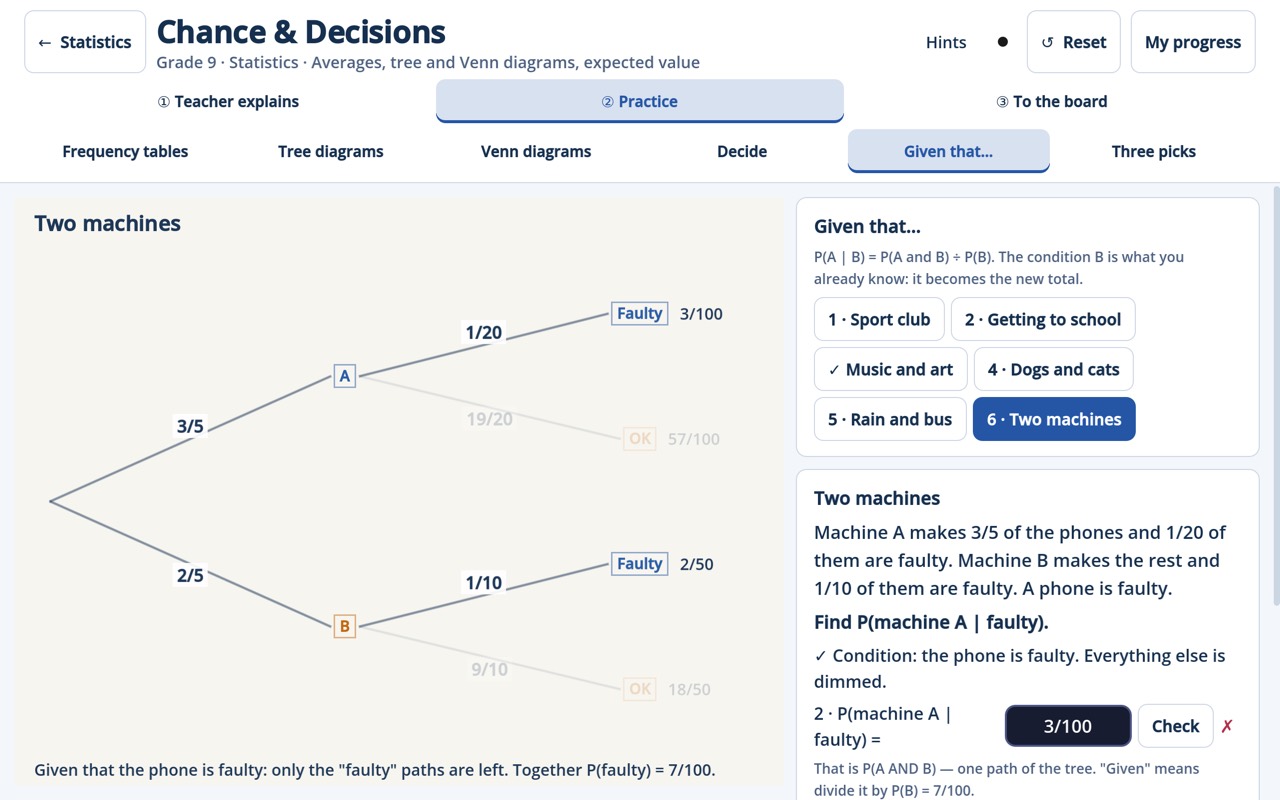 ← Statistics
Chance & Decisions
Grade 9 · Statistics · Averages, tree and Venn diagrams, expected value
Hints
↺ Reset
My progress
① Teacher explains
② Practice
③ To the board
Frequency tables
Tree diagrams
Venn diagrams
Decide
Given that...
Three picks
Two machines
3/5
A
1/20
Faulty 3/100
19/20
OK 57/100
2/5
B
1/10
Faulty 2/50
9/10
OK 18/50
Given that the phone is faulty: only the "faulty" paths are left. Together P(faulty) = 7/100.
Given that...
P(A | B) = P(A and B) ÷ P(B). The condition B is what you
already know: it becomes the new total.
1 · Sport club
2 · Getting to school
✓ Music and art
4 · Dogs and cats
5 · Rain and bus
6 · Two machines
Two machines
Machine A makes 3/5 of the phones and 1/20 of
them are faulty. Machine B makes the rest and
1/10 of them are faulty. A phone is faulty.
Find P(machine A | faulty).
✓ Condition: the phone is faulty. Everything else is
dimmed.
2 · P(machine A |
faulty) =
3/100
Check
✗
That is P(A AND B) — one path of the tree. "Given" means
divide it by P(B) = 7/100.